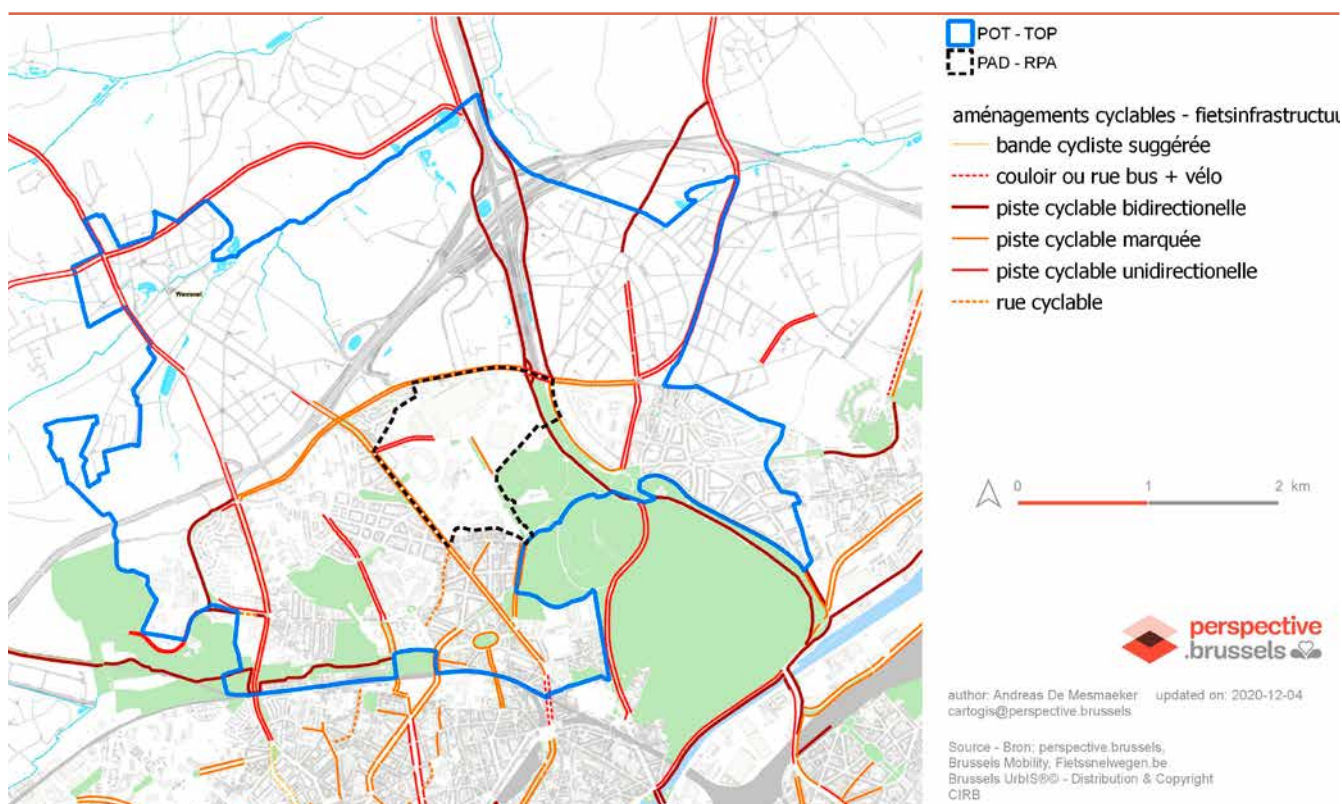 POT - TOP
PAD - RPA
aménagements cyclables - fietsinfrastructuu
bande cycliste suggérée
couloir ou rue bus + vélo
piste cyclable bidirectionelle
piste cyclable marquée
piste cyclable unidirectionelle
rue cyclable
Wemmel
0 1 2 km
perspective
.brussels
author: Andreas De Mesmaeker updated on: 2020-12-04
cartogis@perspective.brussels
Source - Bron: perspective.brussels,
Brussels Mobility, Fietssnelwegen.be
Brussels UrbIS®© - Distribution & Copyright
CIRB